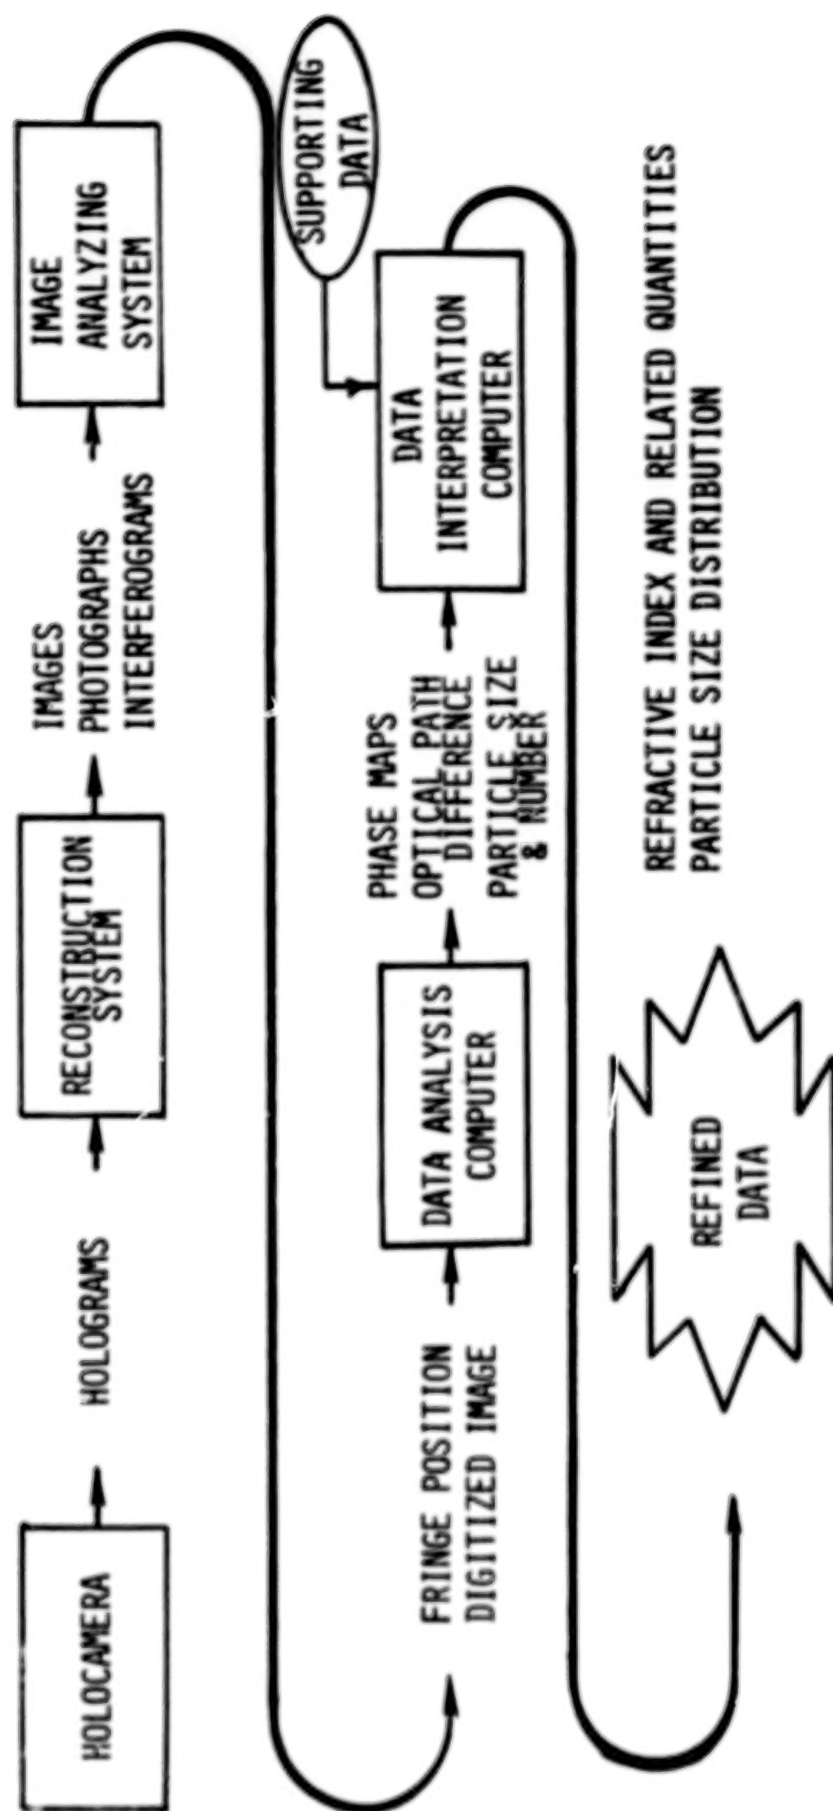 HOLOCAMERA
HOLOGRAMS
RECONSTRUCTION
SYSTEM
IMAGES
PHOTOGRAPHS
INTERFEROGRAMS
IMAGE
ANALYZING
SYSTEM
FRINGE POSITION
DIGITIZED IMAGE
DATA ANALYSIS
COMPUTER
PHASE MAPS
OPTICAL PATH
DIFFERENCE
PARTICLE SIZE
& NUMBER
DATA
INTERPRETATION
COMPUTER
SUPPORTING
DATA
REFINED
DATA
REFRACTIVE INDEX AND RELATED QUANTITIES
PARTICLE SIZE DISTRIBUTION